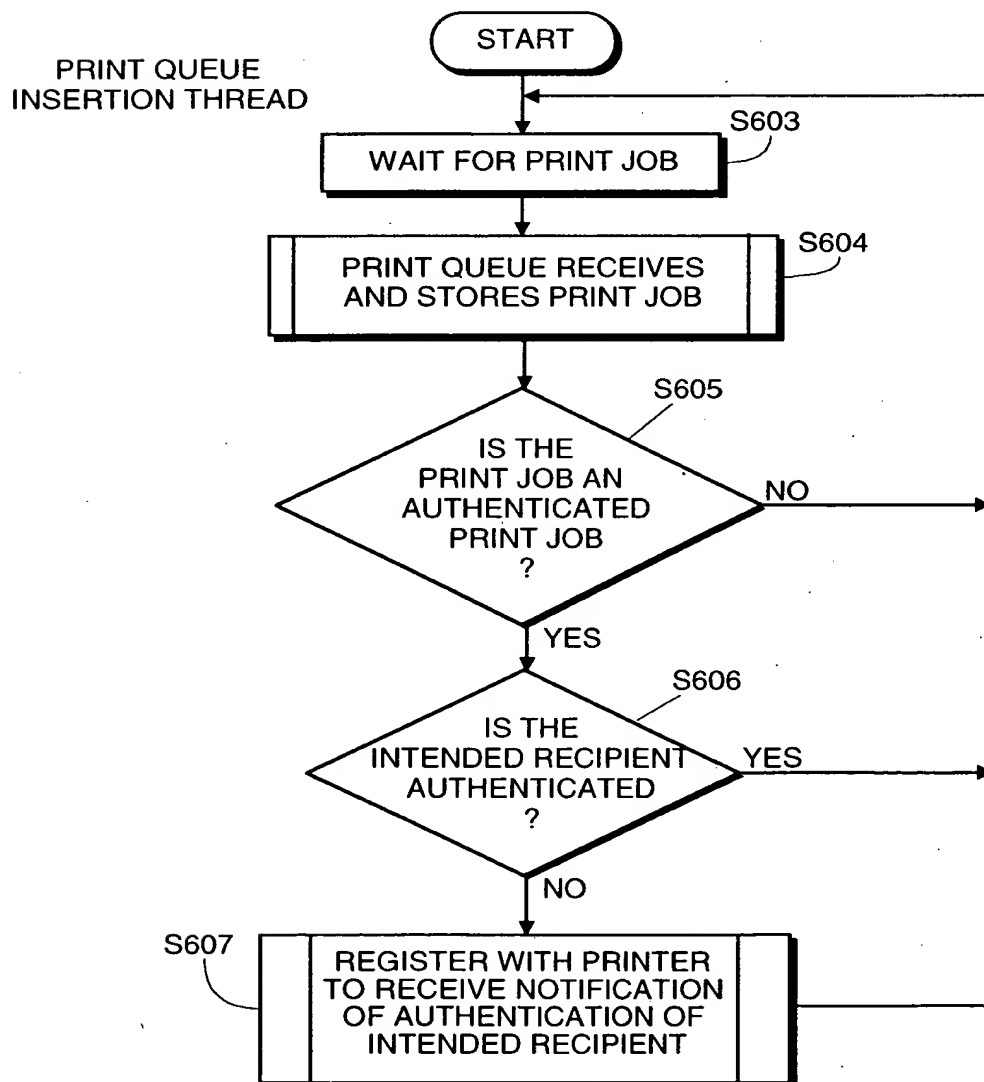 START
PRINT QUEUE
INSERTION THREAD
S603
WAIT FOR PRINT JOB
S604
PRINT QUEUE RECEIVES
AND STORES PRINT JOB
S605
IS THE
PRINT JOB AN
AUTHENTICATED
PRINT JOB
?
NO
YES
S606
IS THE
INTENDED RECIPIENT
AUTHENTICATED
?
YES
NO
S607
REGISTER WITH PRINTER
TO RECEIVE NOTIFICATION
OF AUTHENTICATION OF
INTENDED RECIPIENT